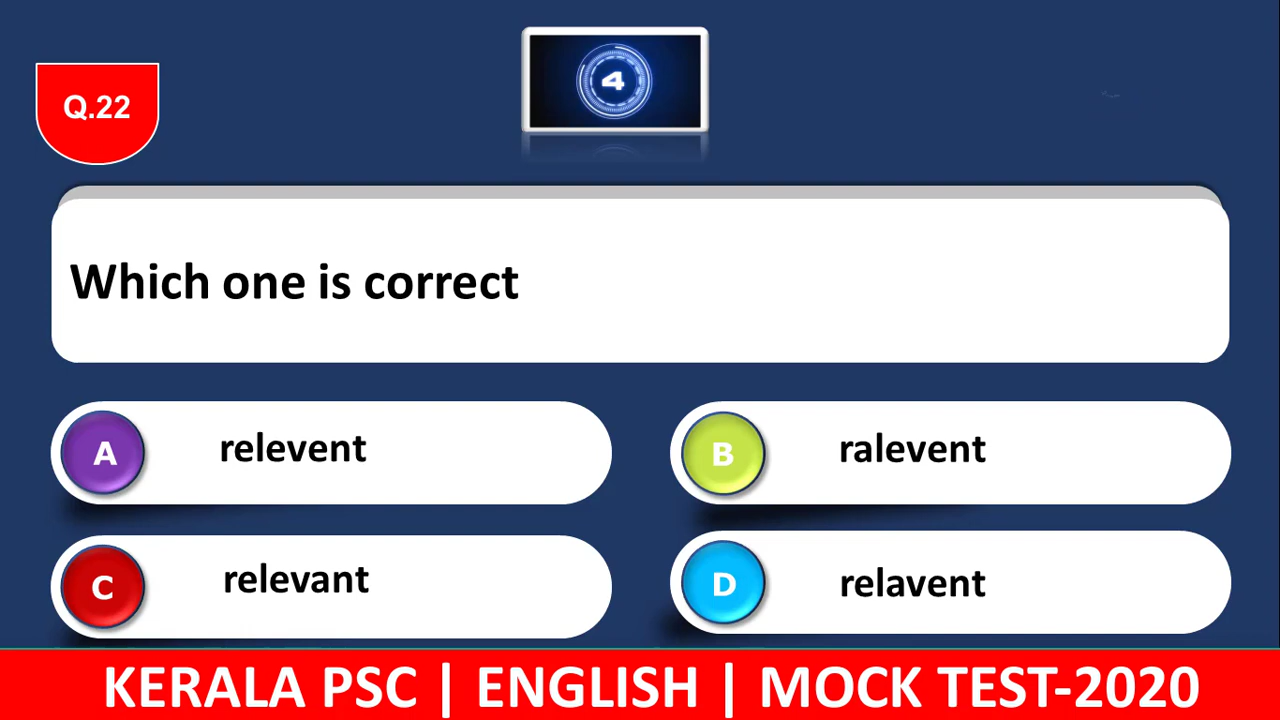 4
Q.22
Which one is correct
A relevent
B ralevent
C relevant
D relavent
KERALA PSC | ENGLISH | MOCK TEST-2020